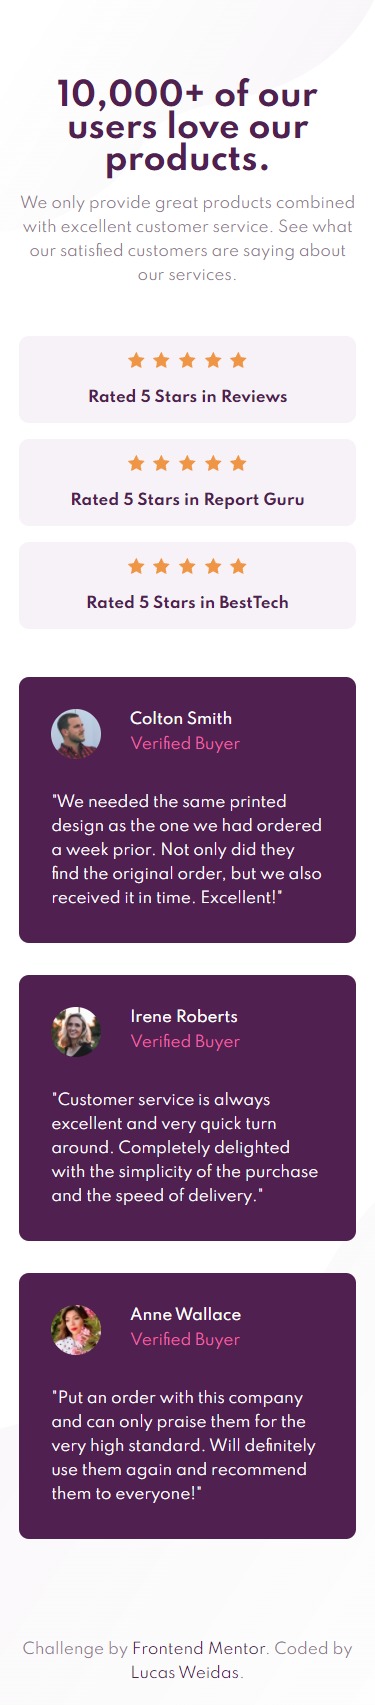 10,000+ of our
users love our
products.
We only provide great products combined
with excellent customer service. See what
our satisfied customers are saying about
our services.
Rated 5 Stars in Reviews
Rated 5 Stars in Report Guru
Rated 5 Stars in BestTech
Colton Smith
Verified Buyer
"We needed the same printed
design as the one we had ordered
a week prior. Not only did they
find the original order, but we also
received it in time. Excellent!"
Irene Roberts
Verified Buyer
"Customer service is always
excellent and very quick turn
around. Completely delighted
with the simplicity of the purchase
and the speed of delivery."
Anne Wallace
Verified Buyer
"Put an order with this company
and can only praise them for the
very high standard. Will definitely
use them again and recommend
them to everyone!"
Challenge by Frontend Mentor. Coded by
Lucas Weidas.